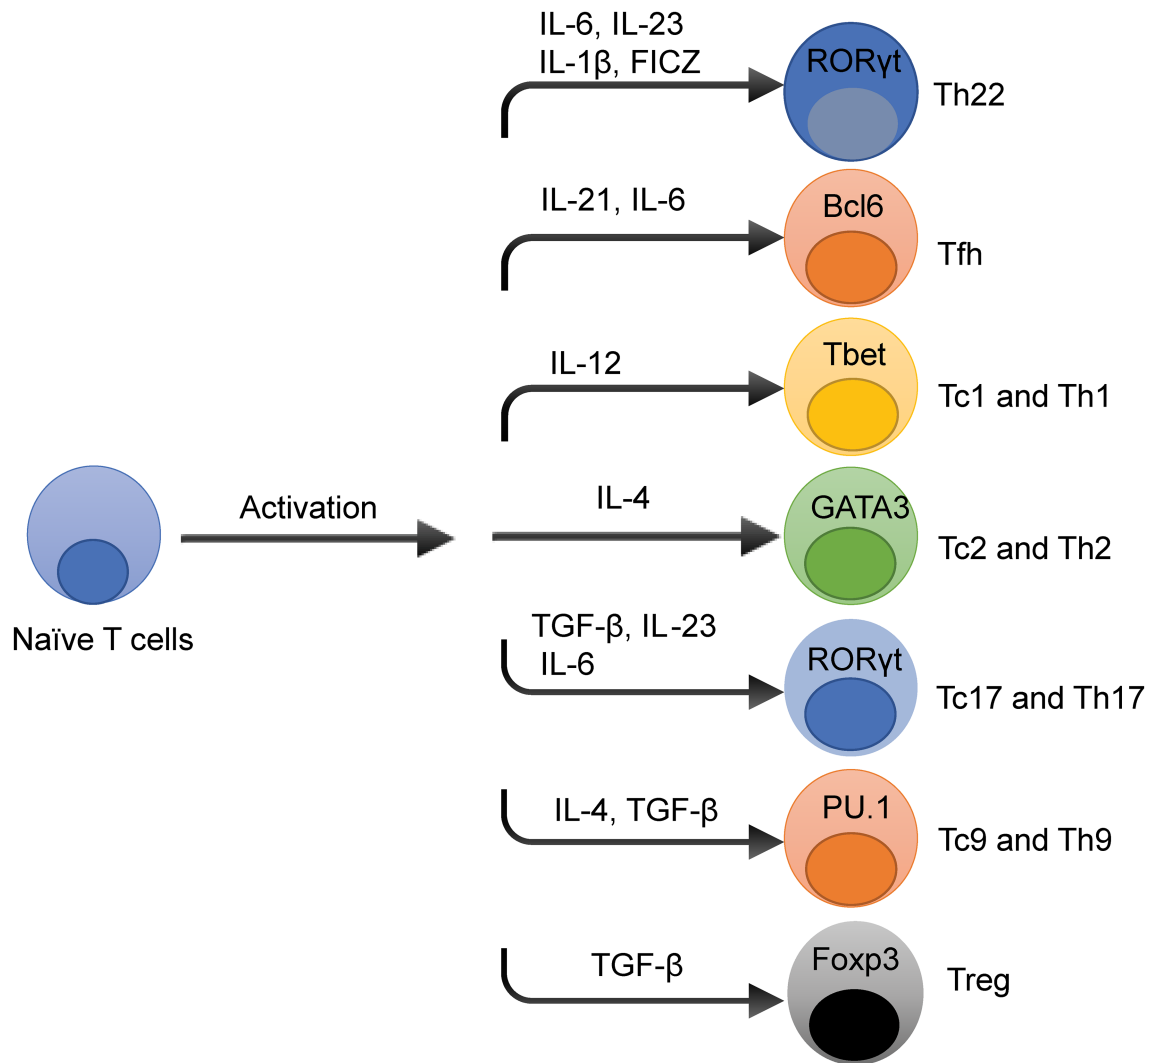 IL-6, IL-23
IL-1β, FICZ
RORγt
Th22
IL-21, IL-6
Bcl6
Tfh
IL-12
Tbet
Tc1 and Th1
Naïve T cells
Activation
IL-4
GATA3
Tc2 and Th2
TGF-β, IL-23
IL-6
RORγt
Tc17 and Th17
IL-4, TGF-β
PU.1
Tc9 and Th9
TGF-β
Foxp3
Treg